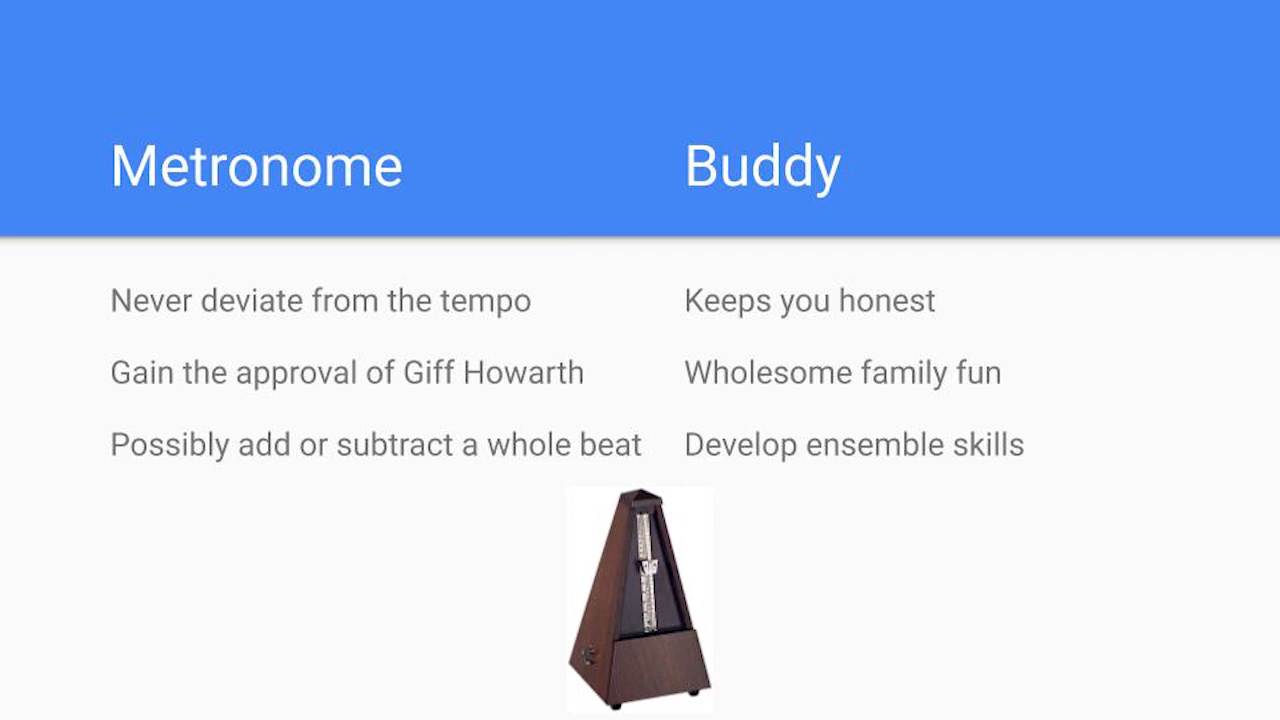 Metronome
Buddy
Never deviate from the tempo
Gain the approval of Giff Howarth
Possibly add or subtract a whole beat
Keeps you honest
Wholesome family fun
Develop ensemble skills